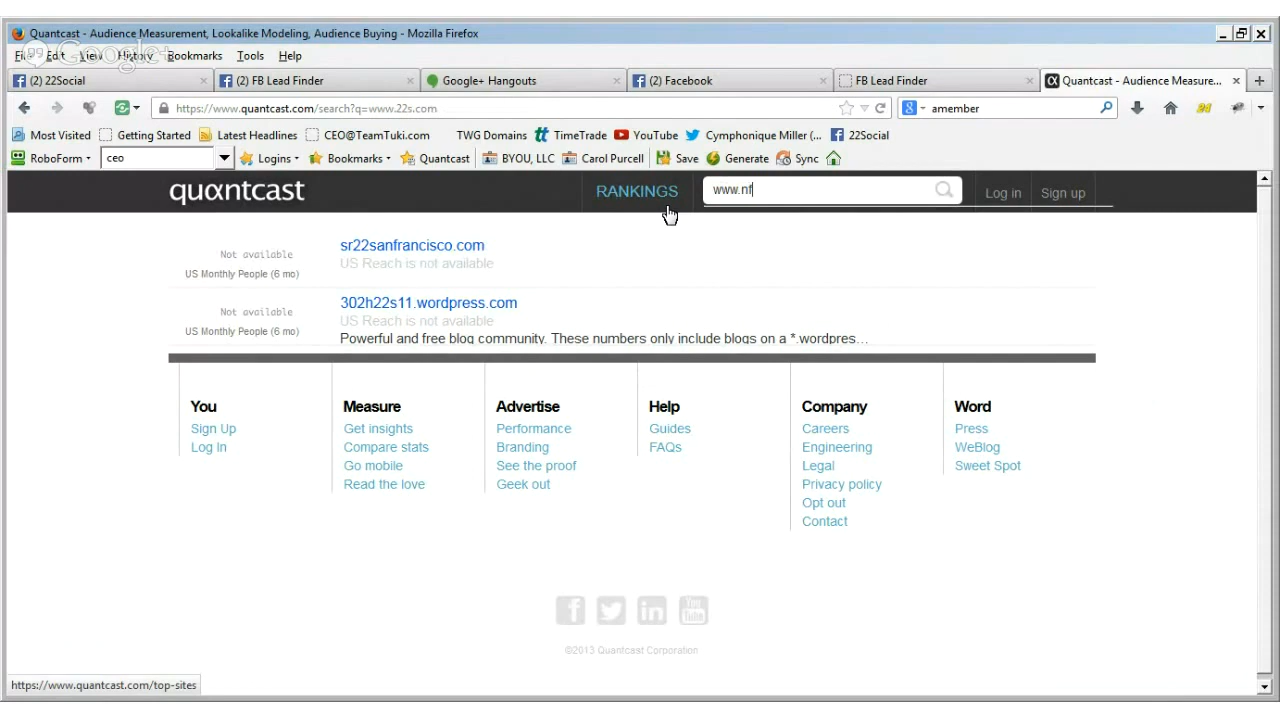 Quantcast - Audience Measurement, Lookalike Modeling, Audience Buying - Mozilla Firefox
Google+
File Edit View History Bookmarks Tools Help
(2) 22Social (2) FB Lead Finder Google+ Hangouts (2) Facebook FB Lead Finder Quantcast - Audience Measure...
https://www.quantcast.com/search?q=www.22s.com amember
Most Visited Getting Started Latest Headlines CEO@TeamTuki.com TWG Domains TimeTrade YouTube Cymphonique Miller (... 22Social
RoboForm ceo Logins Bookmarks Quantcast BYOU, LLC Carol Purcell Save Generate Sync
quantcast RANKINGS www.nf Log in Sign up
sr22sanfrancisco.com
Not available
US Reach is not available
US Monthly People (6 mo)
302h22s11.wordpress.com
Not available
US Reach is not available
US Monthly People (6 mo)
Powerful and free blog community. These numbers only include blogs on a *.wordpres...
You
Sign Up
Log In
Measure
Get insights
Compare stats
Go mobile
Read the love
Advertise
Performance
Branding
See the proof
Geek out
Help
Guides
FAQs
Company
Careers
Engineering
Legal
Privacy policy
Opt out
Contact
Word
Press
WeBlog
Sweet Spot
©2013 Quantcast Corporation
https://www.quantcast.com/top-sites